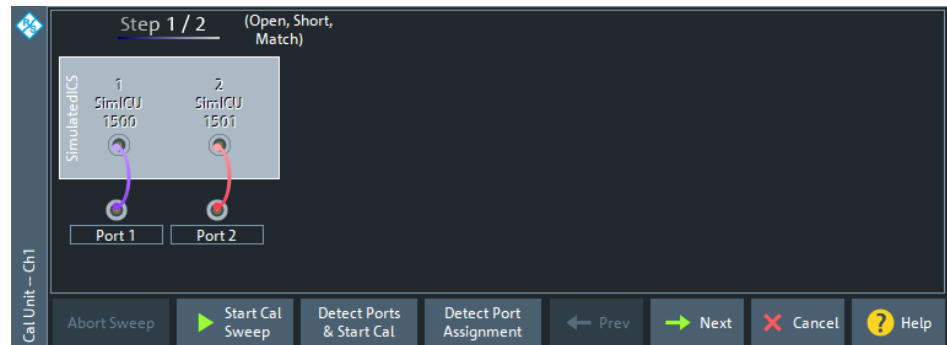 Step 1 / 2
(Open, Short,
Match)
SimulatedICS
1
SimICU
1500
2
SimICU
1501
Port 1
Port 2
Cal Unit – Ch1
Abort Sweep
Start Cal
Sweep
Detect Ports
& Start Cal
Detect Port
Assignment
Prev
Next
Cancel
? Help